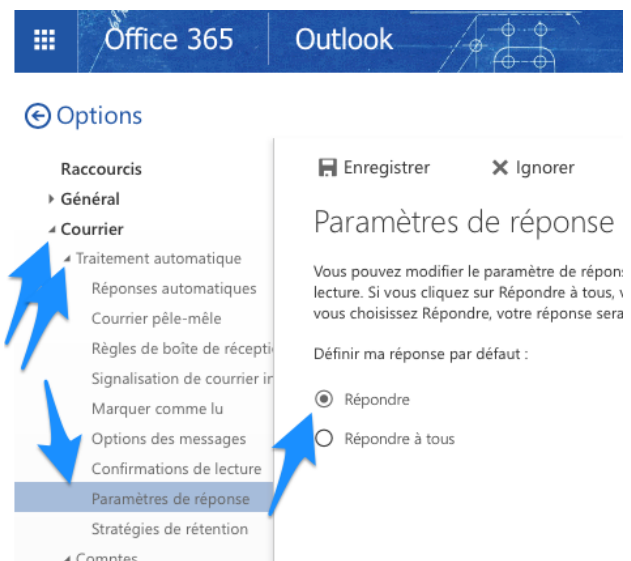 Office 365 Outlook
Options
Raccourcis
Général
Courrier
Traitement automatique
Réponses automatiques
Courrier pêle-mêle
Règles de boîte de récepti
Signalisation de courrier in
Marquer comme lu
Options des messages
Confirmations de lecture
Paramètres de réponse
Stratégies de rétention
Comptes
Enregistrer Ignorer
Paramètres de réponse
Vous pouvez modifier le paramètre de répons
lecture. Si vous cliquez sur Répondre à tous, v
vous choisissez Répondre, votre réponse sera
Définir ma réponse par défaut :
Répondre
Répondre à tous